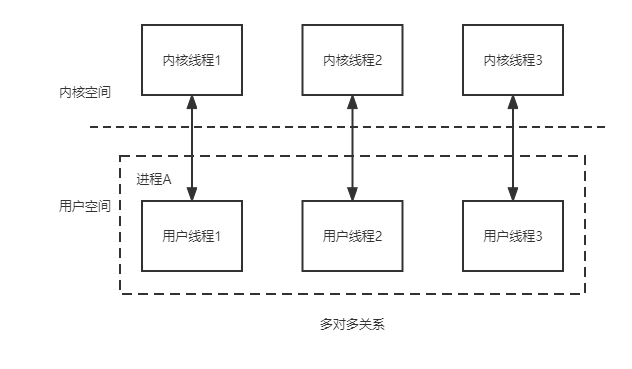 内核线程1
内核线程2
内核线程3
内核空间
进程A
用户空间
用户线程1
用户线程2
用户线程3
多对多关系